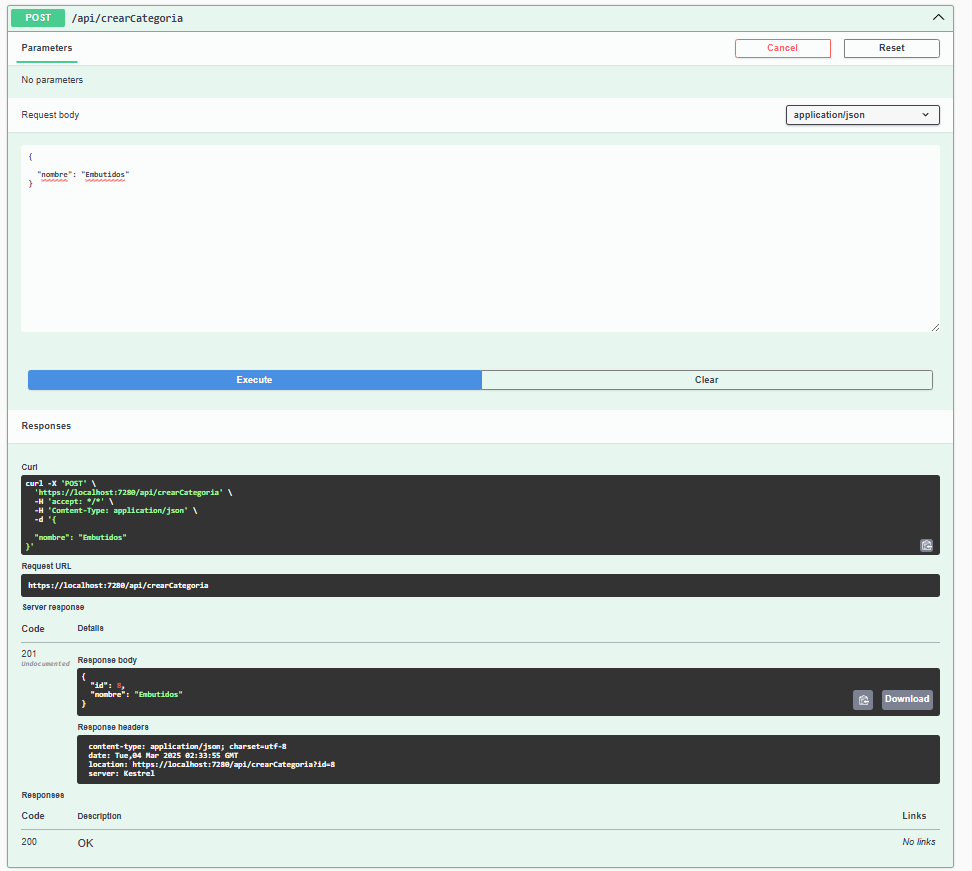 POST /api/crearCategoria
Parameters
Cancel
Reset
No parameters
Request body
application/json
{
"nombre": "Embutidos"
}
Execute
Clear
Responses
Curl
curl -X 'POST' \
'https://localhost:7280/api/crearCategoria' \
-H 'accept: */*' \
-H 'Content-Type: application/json' \
-d '{
"nombre": "Embutidos"
}'
Request URL
https://localhost:7280/api/crearCategoria
Server response
Code Details
201
Undocumented
Response body
{
"id": 8,
"nombre": "Embutidos"
}
Download
Response headers
content-type: application/json; charset=utf-8
date: Tue,04 Mar 2025 02:33:55 GMT
location: https://localhost:7280/api/crearCategoria?id=8
server: Kestrel
Responses
Code Description Links
200 OK No links